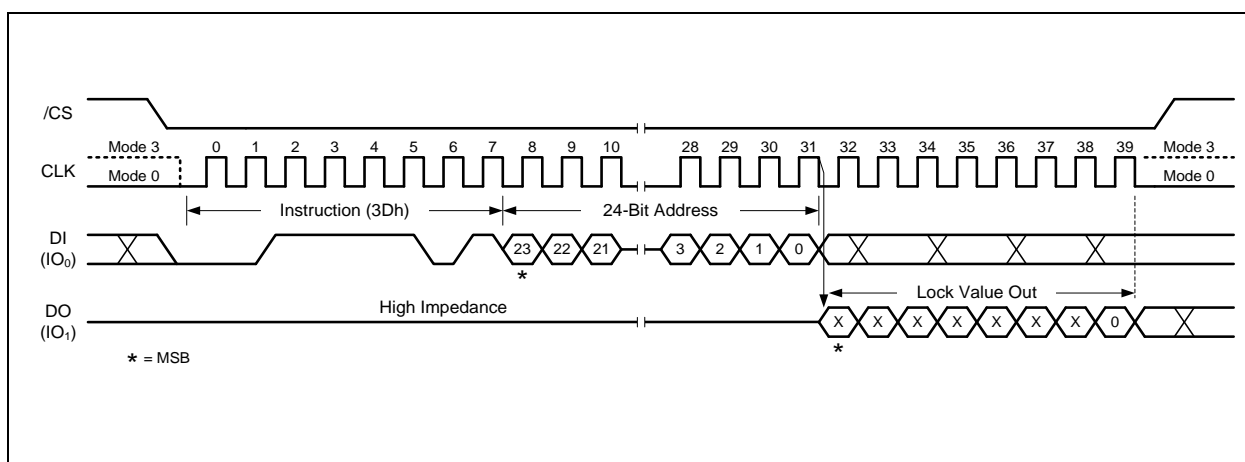 /CS
Mode 3 0 1 2 3 4 5 6 7 8 9 10 28 29 30 31 32 33 34 35 36 37 38 39 Mode 3
CLK
Mode 0 Mode 0
Instruction (3Dh) 24-Bit Address
DI
(IO₀)
23 22 21 3 2 1 0
*
Lock Value Out
High Impedance
DO
(IO₁)
X X X X X X X 0
*
* = MSB